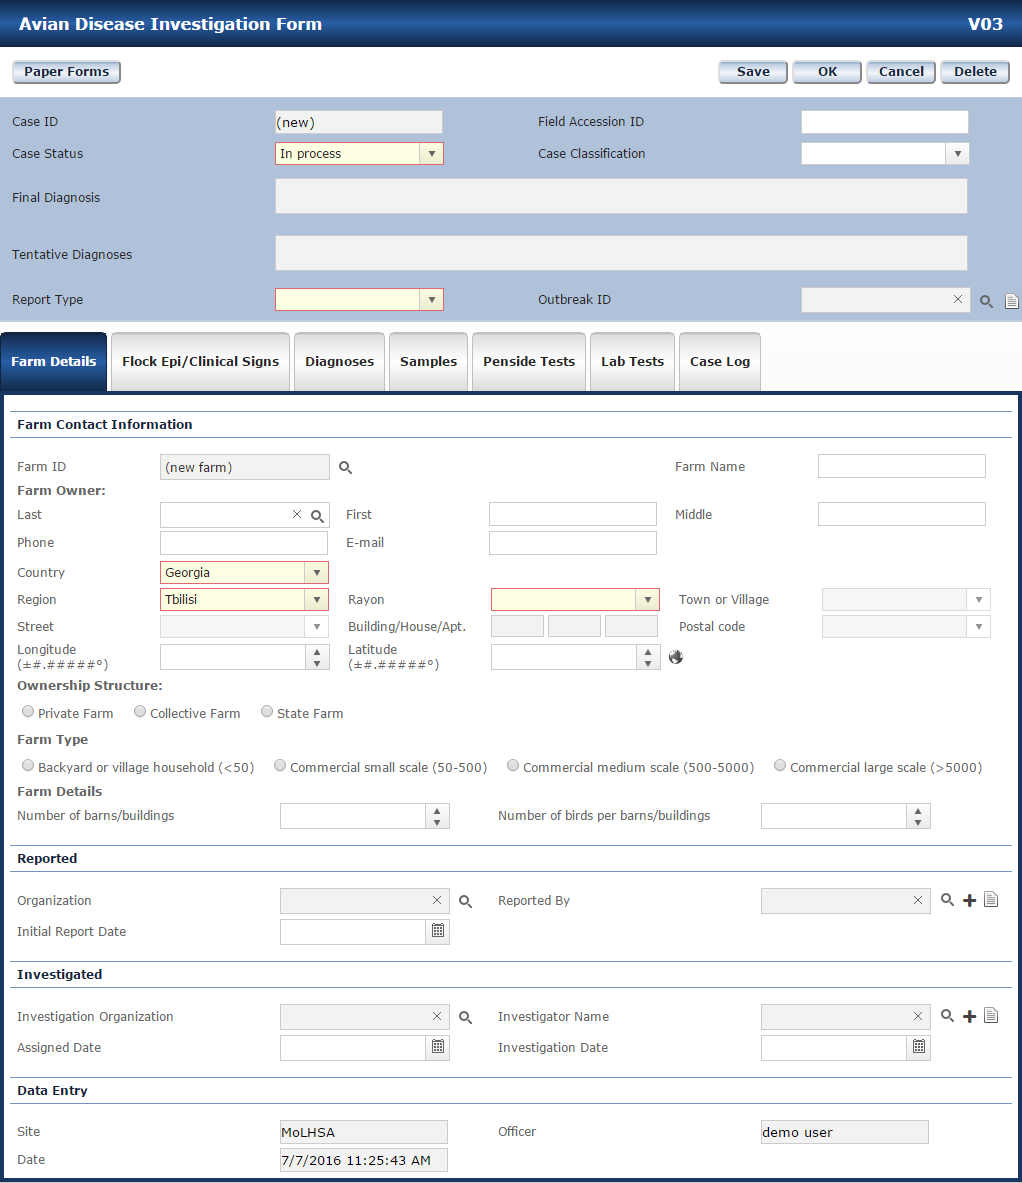 Avian Disease Investigation Form V03
Paper Forms Save OK Cancel Delete
Case ID (new) Field Accession ID
Case Status In process Case Classification
Final Diagnosis
Tentative Diagnoses
Report Type Outbreak ID
Farm Details Flock Epi/Clinical Signs Diagnoses Samples Penside Tests Lab Tests Case Log
Farm Contact Information
Farm ID (new farm) Farm Name
Farm Owner:
Last First Middle
Phone E-mail
Country Georgia
Region Tbilisi Rayon Town or Village
Street Building/House/Apt. Postal code
Longitude Latitude
(±#.#####°) (±#.#####°)
Ownership Structure:
Private Farm Collective Farm State Farm
Farm Type
Backyard or village household (<50) Commercial small scale (50-500) Commercial medium scale (500-5000) Commercial large scale (>5000)
Farm Details
Number of barns/buildings Number of birds per barns/buildings
Reported
Organization Reported By
Initial Report Date
Investigated
Investigation Organization Investigator Name
Assigned Date Investigation Date
Data Entry
Site MoLHSA Officer demo user
Date 7/7/2016 11:25:43 AM